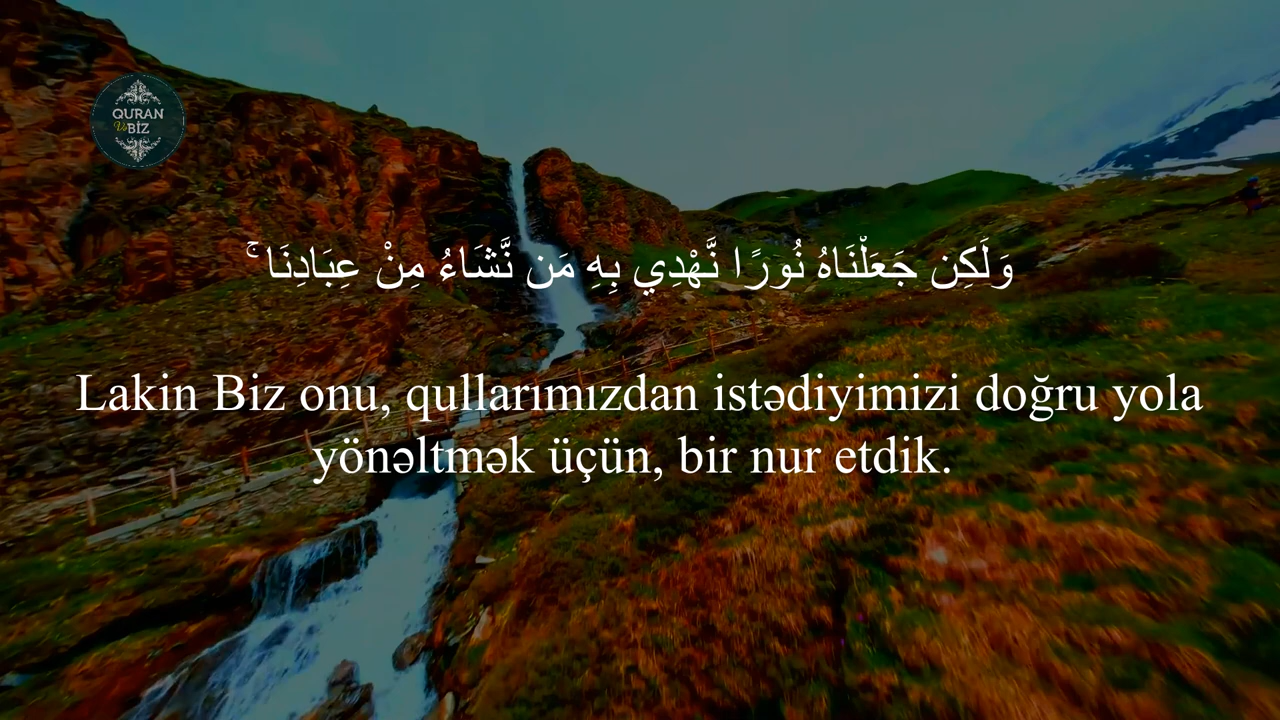 QURAN
Və BİZ
وَلَٰكِن جَعَلْنَاهُ نُورًا نَّهْدِي بِهِ مَن نَّشَاءُ مِنْ عِبَادِنَا ۚ
Lakin Biz onu, qullarımızdan istədiyimizi doğru yola
yönəltmək üçün, bir nur etdik.